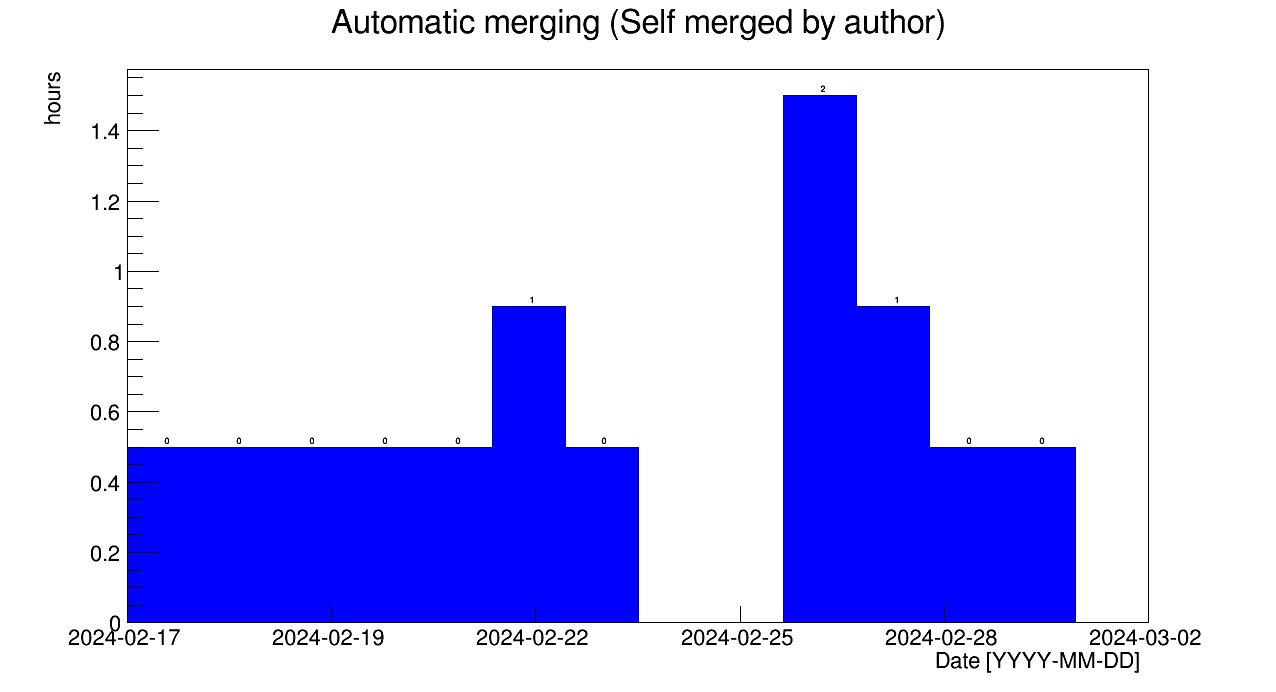 Automatic merging (Self merged by author)
hours
1.4
1.2
1
0.8
0.6
0.4
0.2
0
0 0 0 0 0 1 0 2 1 0 0
2024-02-17 2024-02-19 2024-02-22 2024-02-25 2024-02-28 2024-03-02
Date [YYYY-MM-DD]